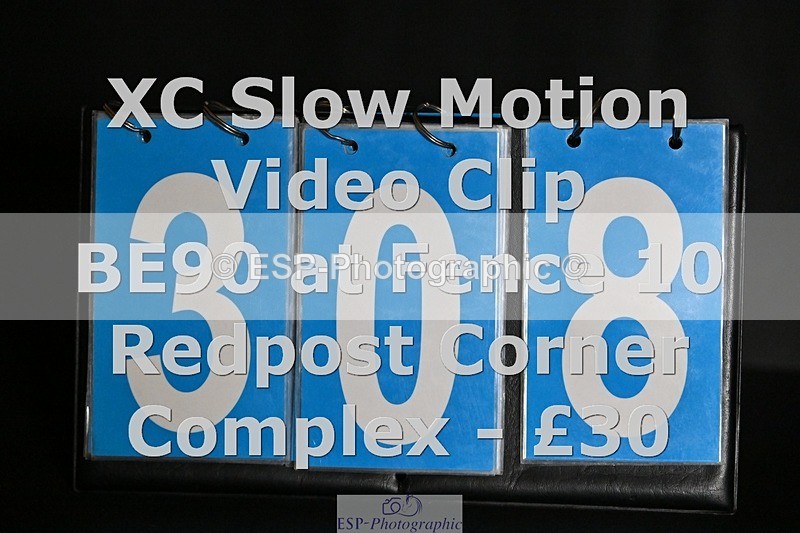 XC Slow Motion
Video Clip
BE90 at Fence 10
Redpost Corner
Complex - £30
308
© ESP-Photographic ©
ESP-Photographic